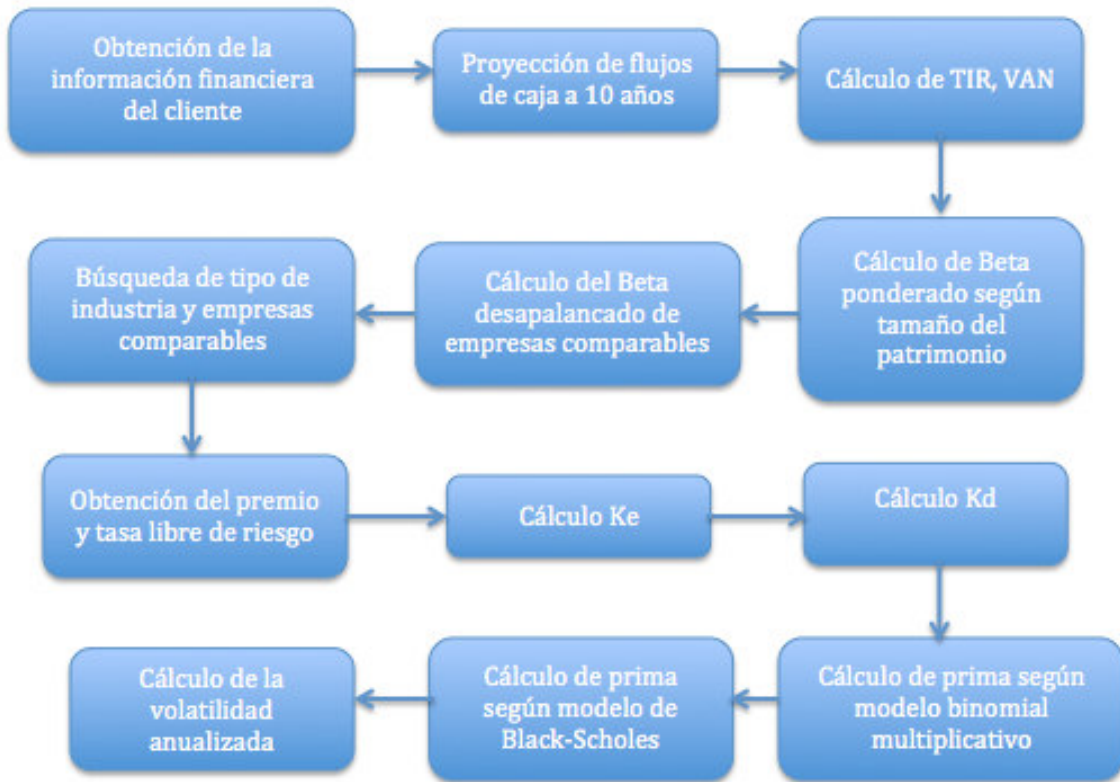 Obtención de la
información financiera
del cliente
Proyección de flujos
de caja a 10 años
Cálculo de TIR, VAN
Cálculo de Beta
ponderado según
tamaño del
patrimonio
Cálculo del Beta
desapalancado de
empresas comparables
Búsqueda de tipo de
industria y empresas
comparables
Obtención del premio
y tasa libre de riesgo
Cálculo Ke
Cálculo Kd
Cálculo de prima según
modelo binomial
multiplicativo
Cálculo de prima
según modelo de
Black-Scholes
Cálculo de la
volatilidad
anualizada